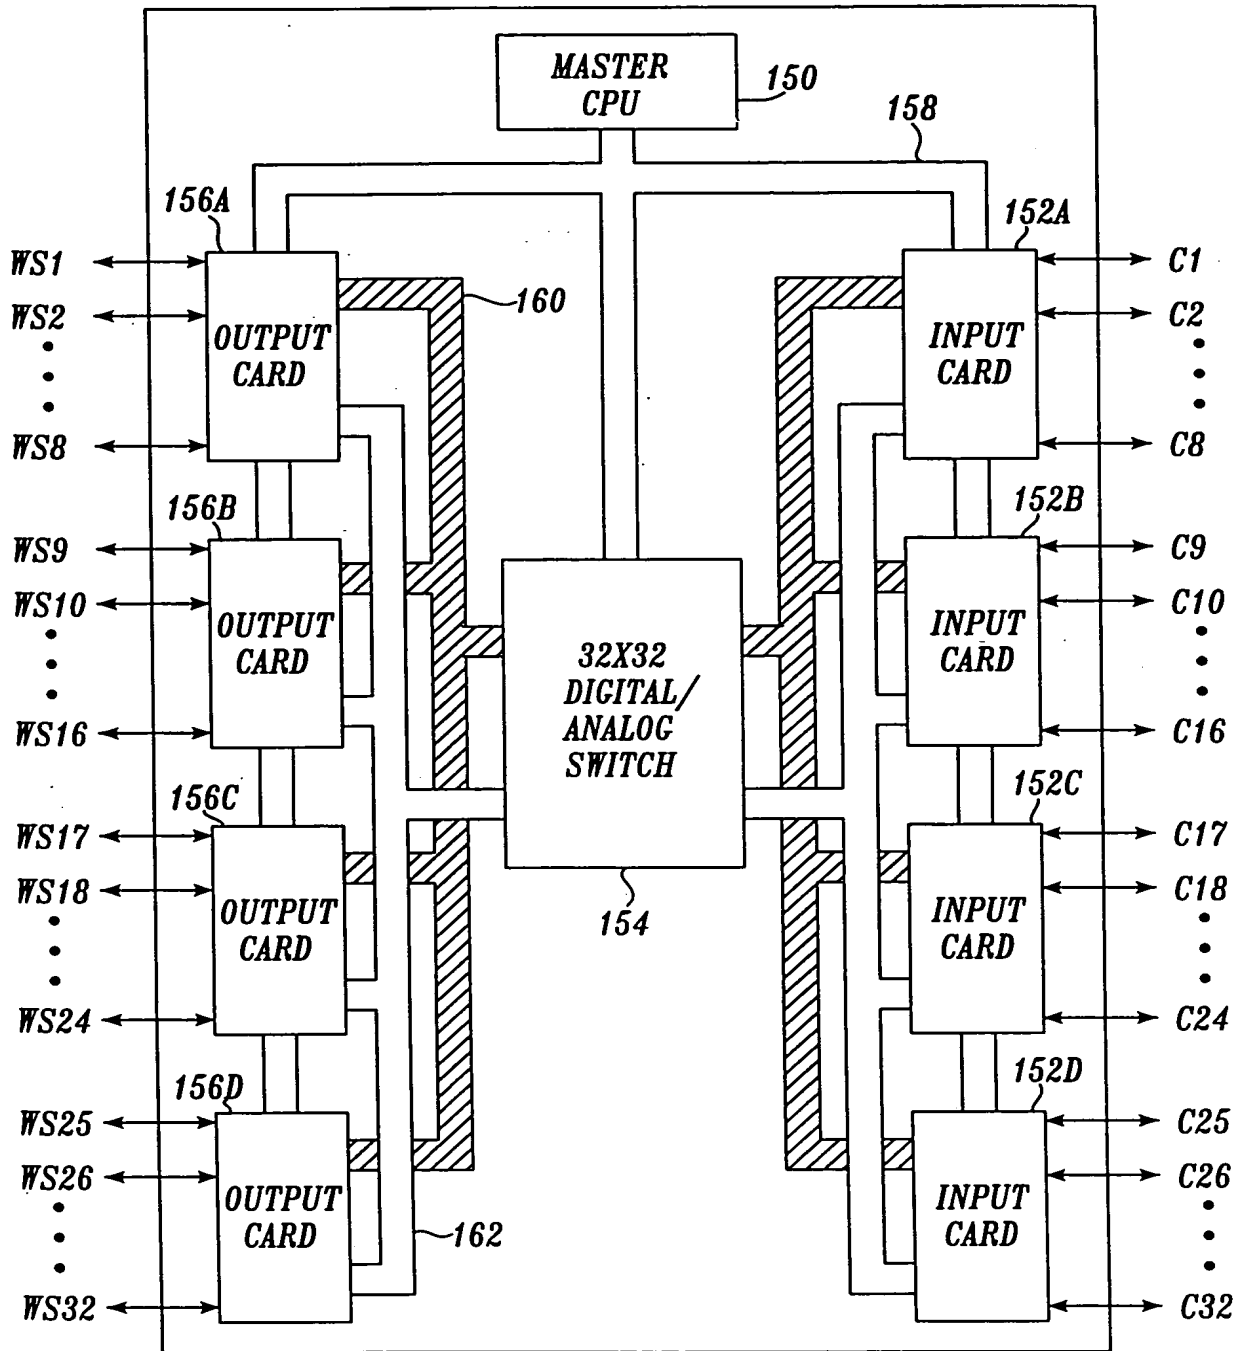 MASTER
CPU
150
158
156A
152A
WS1
C1
WS2
160
C2
OUTPUT
CARD
INPUT
CARD
WS8
C8
156B
152B
WS9
C9
WS10
C10
OUTPUT
CARD
INPUT
CARD
32X32
DIGITAL/
ANALOG
SWITCH
WS16
C16
156C
152C
WS17
C17
WS18
C18
154
OUTPUT
CARD
INPUT
CARD
WS24
C24
156D
152D
WS25
C25
WS26
C26
OUTPUT
CARD
INPUT
CARD
162
WS32
C32